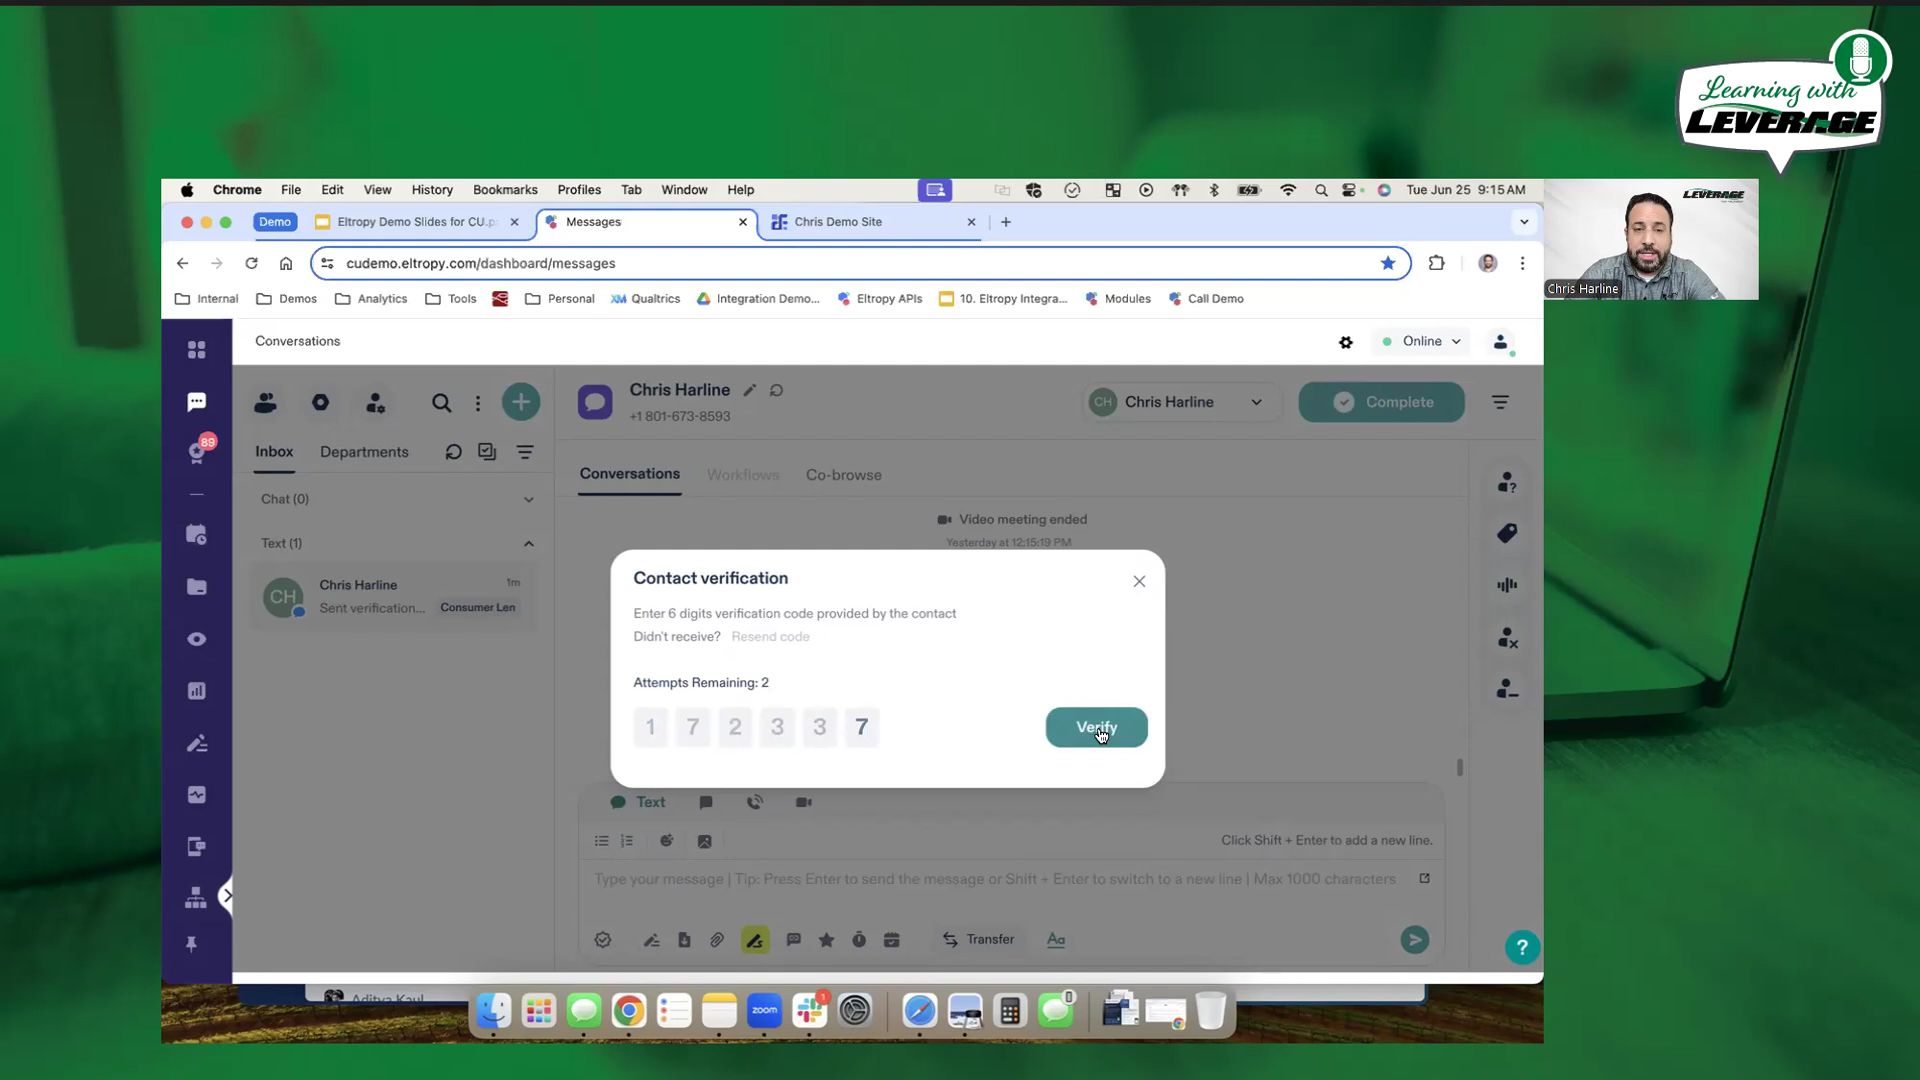 Learning with
LEVERAGE
Chrome File Edit View History Bookmarks Profiles Tab Window Help
Tue Jun 25 9:15 AM
Demo
Eltropy Demo Slides for CU.p
Messages
Chris Demo Site
cudemo.eltropy.com/dashboard/messages
Internal
Demos
Analytics
Tools
Personal
XM Qualtrics
Integration Demo...
Eltropy APIs
10. Eltropy Integra...
Modules
Call Demo
LEVERAGE
Chris Harline
Conversations
Online
89
Inbox
Departments
Chat (0)
Text (1)
CH
Chris Harline
1m
Sent verification...
Consumer Len
Chris Harline
+1 801-673-8593
CH
Chris Harline
Complete
Conversations
Workflows
Co-browse
Video meeting ended
Yesterday at 12:15:19 PM
Contact verification
Enter 6 digits verification code provided by the contact
Didn't receive? Resend code
Attempts Remaining: 2
1 7 2 3 3 7
Verify
Text
Click Shift + Enter to add a new line.
Type your message | Tip: Press Enter to send the message or Shift + Enter to switch to a new line | Max 1000 characters
Transfer
Aa
?
Aditya Kaul
zoom
1